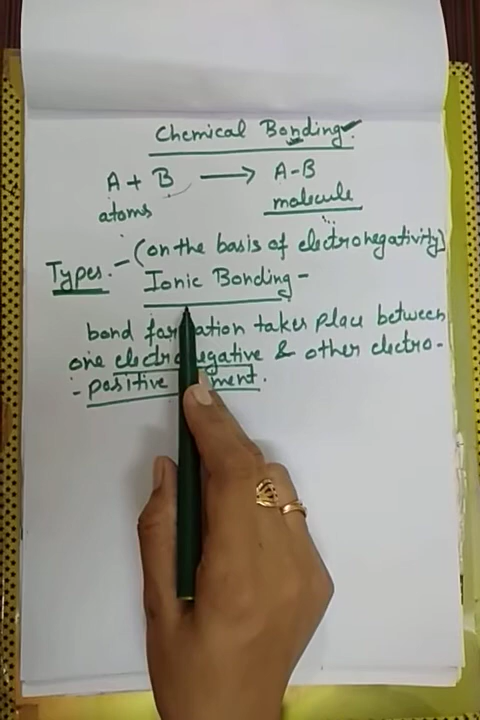 Chemical Bonding
A + B → A-B
atoms molecule
Types:- (on the basis of electronegativity)
Ionic Bonding -
bond formation takes place between
one electronegative & other electro-
- positive element.